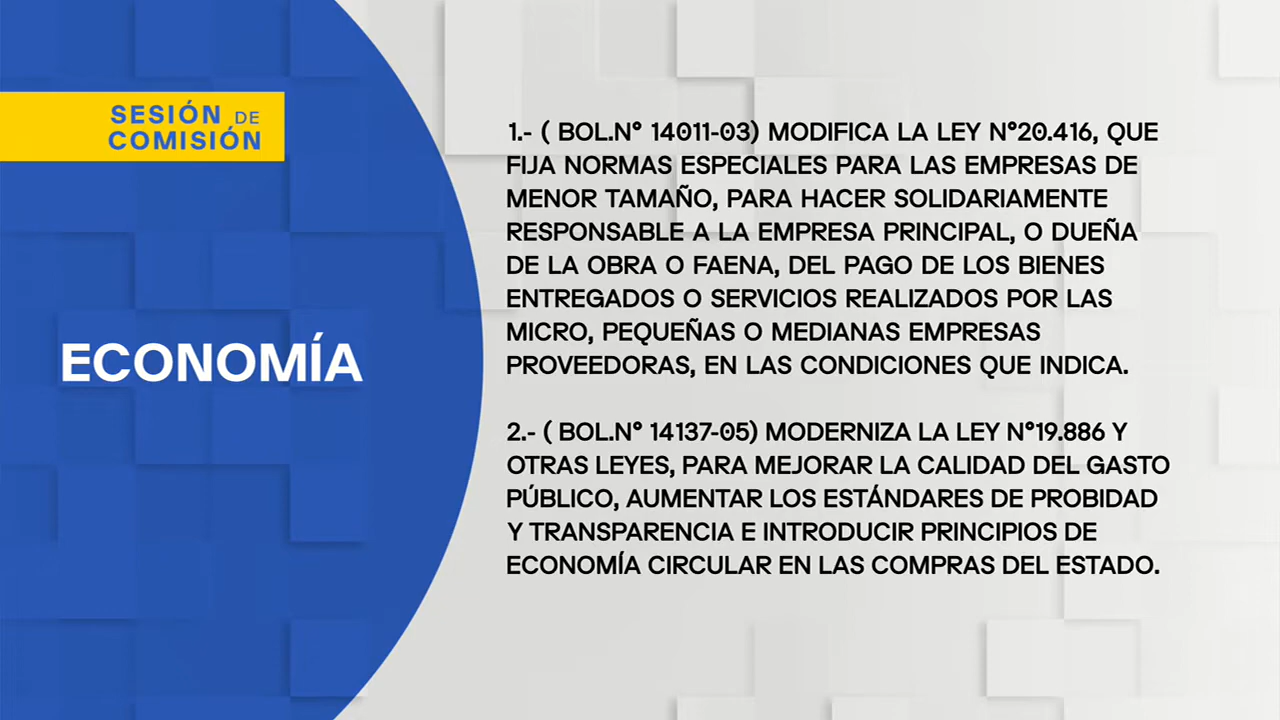 SESIÓN DE
COMISIÓN
ECONOMÍA
1.- ( BOL.N° 14011-03) MODIFICA LA LEY N°20.416, QUE
FIJA NORMAS ESPECIALES PARA LAS EMPRESAS DE
MENOR TAMAÑO, PARA HACER SOLIDARIAMENTE
RESPONSABLE A LA EMPRESA PRINCIPAL, O DUEÑA
DE LA OBRA O FAENA, DEL PAGO DE LOS BIENES
ENTREGADOS O SERVICIOS REALIZADOS POR LAS
MICRO, PEQUEÑAS O MEDIANAS EMPRESAS
PROVEEDORAS, EN LAS CONDICIONES QUE INDICA.
2.- ( BOL.N° 14137-05) MODERNIZA LA LEY N°19.886 Y
OTRAS LEYES, PARA MEJORAR LA CALIDAD DEL GASTO
PÚBLICO, AUMENTAR LOS ESTÁNDARES DE PROBIDAD
Y TRANSPARENCIA E INTRODUCIR PRINCIPIOS DE
ECONOMÍA CIRCULAR EN LAS COMPRAS DEL ESTADO.